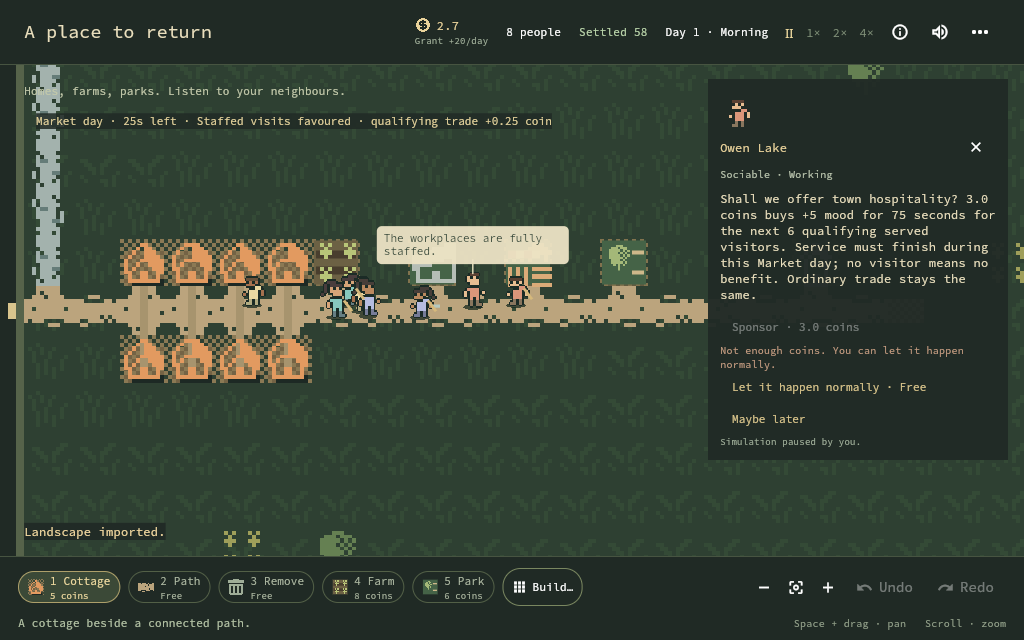 A place to return
2.7
Grant +20/day
8 people
Settled 58
Day 1 · Morning
1×
2×
4×
Homes, farms, parks. Listen to your neighbours.
Market day · 25s left · Staffed visits favoured · qualifying trade +0.25 coin
The workplaces are fully
staffed.
Owen Lake
Sociable · Working
Shall we offer town hospitality? 3.0
coins buys +5 mood for 75 seconds for
the next 6 qualifying served
visitors. Service must finish during
this Market day; no visitor means no
benefit. Ordinary trade stays the
same.
Sponsor · 3.0 coins
Not enough coins. You can let it happen
normally.
Let it happen normally · Free
Maybe later
Simulation paused by you.
Landscape imported.
1 Cottage
5 coins
2 Path
Free
3 Remove
Free
4 Farm
8 coins
5 Park
6 coins
Build…
Undo
Redo
A cottage beside a connected path.
Space + drag · pan
Scroll · zoom